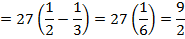 = 27 (1/2 − 1/3) = 27 (1/6) = 9/2